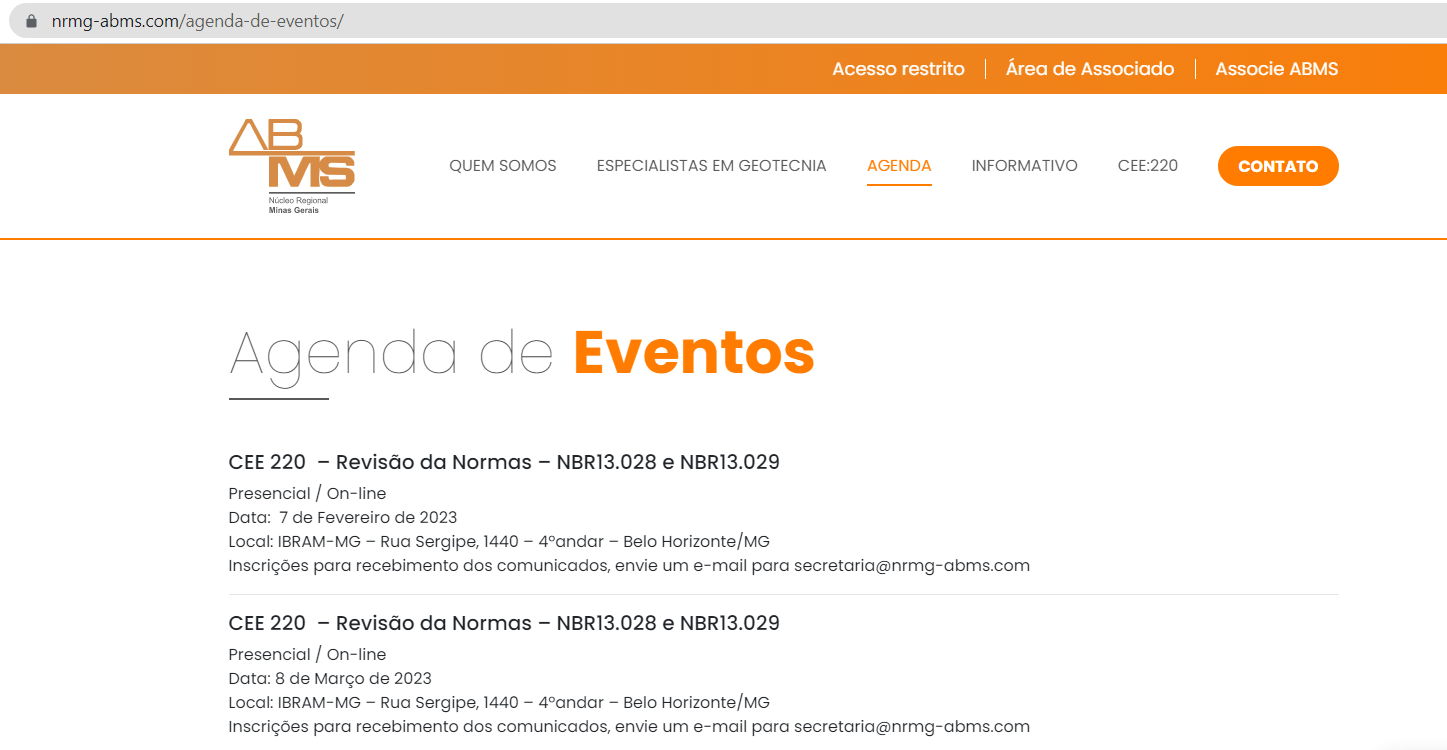 nrmg-abms.com/agenda-de-eventos/
Acesso restrito
Área de Associado
Associe ABMS
AB
MS
Núcleo Regional
Minas Gerais
QUEM SOMOS
ESPECIALISTAS EM GEOTECNIA
AGENDA
INFORMATIVO
CEE:220
CONTATO
Agenda de Eventos
CEE 220 – Revisão da Normas – NBR13.028 e NBR13.029
Presencial / On-line
Data: 7 de Fevereiro de 2023
Local: IBRAM-MG – Rua Sergipe, 1440 – 4ºandar – Belo Horizonte/MG
Inscrições para recebimento dos comunicados, envie um e-mail para secretaria@nrmg-abms.com
CEE 220 – Revisão da Normas – NBR13.028 e NBR13.029
Presencial / On-line
Data: 8 de Março de 2023
Local: IBRAM-MG – Rua Sergipe, 1440 – 4ºandar – Belo Horizonte/MG
Inscrições para recebimento dos comunicados, envie um e-mail para secretaria@nrmg-abms.com